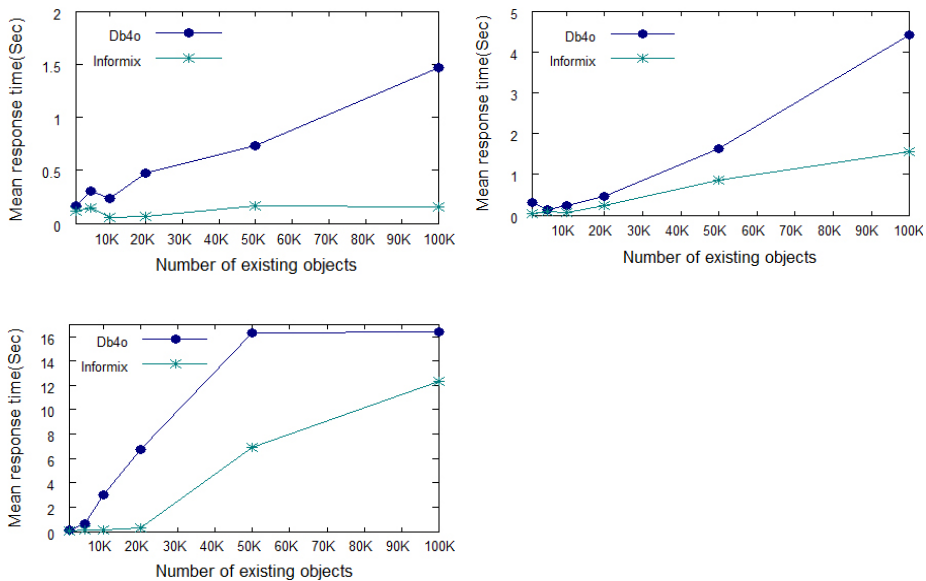 2
Db4o
1.5
Informix
1
0.5
0
10K 20K 30K 40K 50K 60K 70K 80K 90K 100K
Number of existing objects
Mean response time(Sec)
5
Db4o
4
Informix
3
2
1
0
10K 20K 30K 40K 50K 60K 70K 80K 90K 100K
Number of existing objects
Mean response time(Sec)
16
Db4o
14
Informix
12
10
8
6
4
2
0
10K 20K 30K 40K 50K 60K 70K 80K 90K 100K
Number of existing objects
Mean response time(Sec)